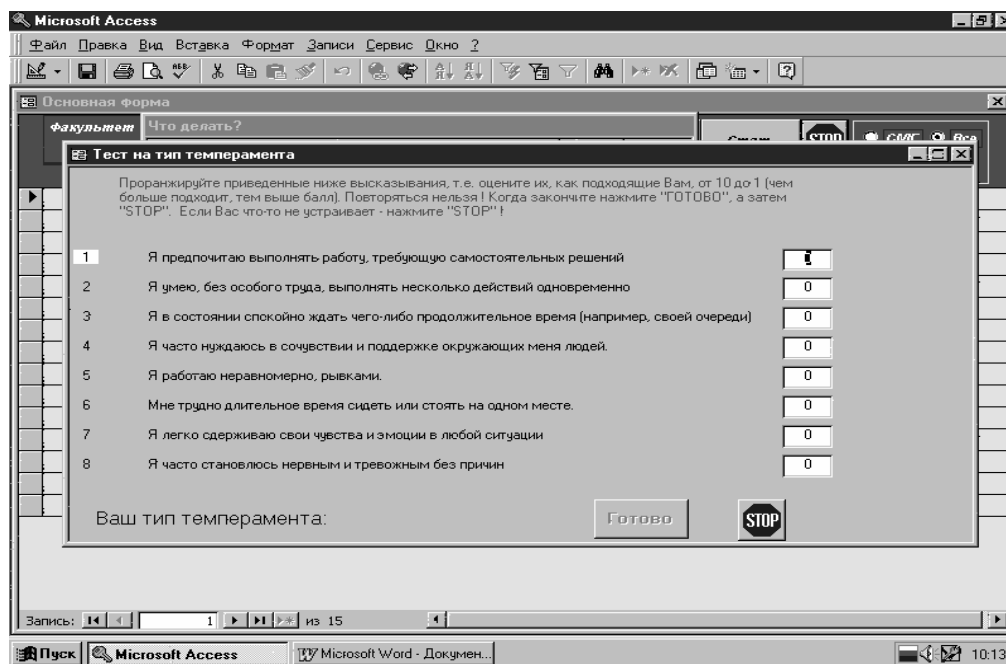 Microsoft Access
Файл Правка Вид Вставка Формат Записи Сервис Окно ?
Основная форма
Факультет
Что делать?
STOP
СМС Все
Тест на тип темперамента
Проранжируйте приведенные ниже высказывания, т.е. оцените их, как подходящие Вам, от 10 до 1 (чем
больше подходит, тем выше балл). Повторяться нельзя ! Когда закончите нажмите "ГОТОВО", а затем
"STOP". Если Вас что-то не устраивает - нажмите "STOP" !
1 Я предпочитаю выполнять работу, требующую самостоятельных решений
2 Я умею, без особого труда, выполнять несколько действий одновременно 0
3 Я в состоянии спокойно ждать чего-либо продолжительное время (например, своей очереди) 0
4 Я часто нуждаюсь в сочувствии и поддержке окружающих меня людей. 0
5 Я работаю неравномерно, рывками. 0
6 Мне трудно длительное время сидеть или стоять на одном месте. 0
7 Я легко сдерживаю свои чувства и эмоции в любой ситуации 0
8 Я часто становлюсь нервным и тревожным без причин 0
Ваш тип темперамента: Готово STOP
Запись: 1 из 15
Пуск Microsoft Access Microsoft Word - Докумен... 10:13